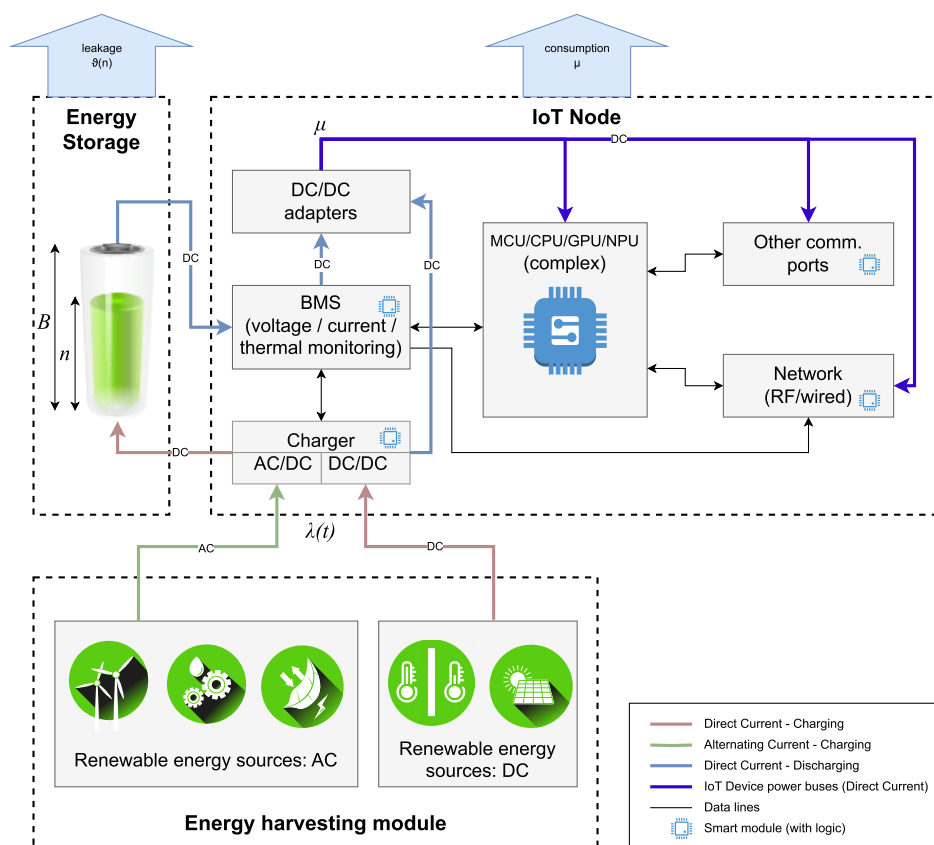 leakage
ϑ(n)
consumption
μ
Energy
Storage
IoT Node
μ
DC
DC/DC
adapters
DC
DC
DC
MCU/CPU/GPU/NPU
(complex)
Other comm.
ports
B
n
BMS
(voltage / current /
thermal monitoring)
Network
(RF/wired)
Charger
DC
AC/DC
DC/DC
λ(t)
AC
DC
Renewable energy sources: AC
Renewable energy
sources: DC
Energy harvesting module
Direct Current - Charging
Alternating Current - Charging
Direct Current - Discharging
IoT Device power buses (Direct Current)
Data lines
Smart module (with logic)